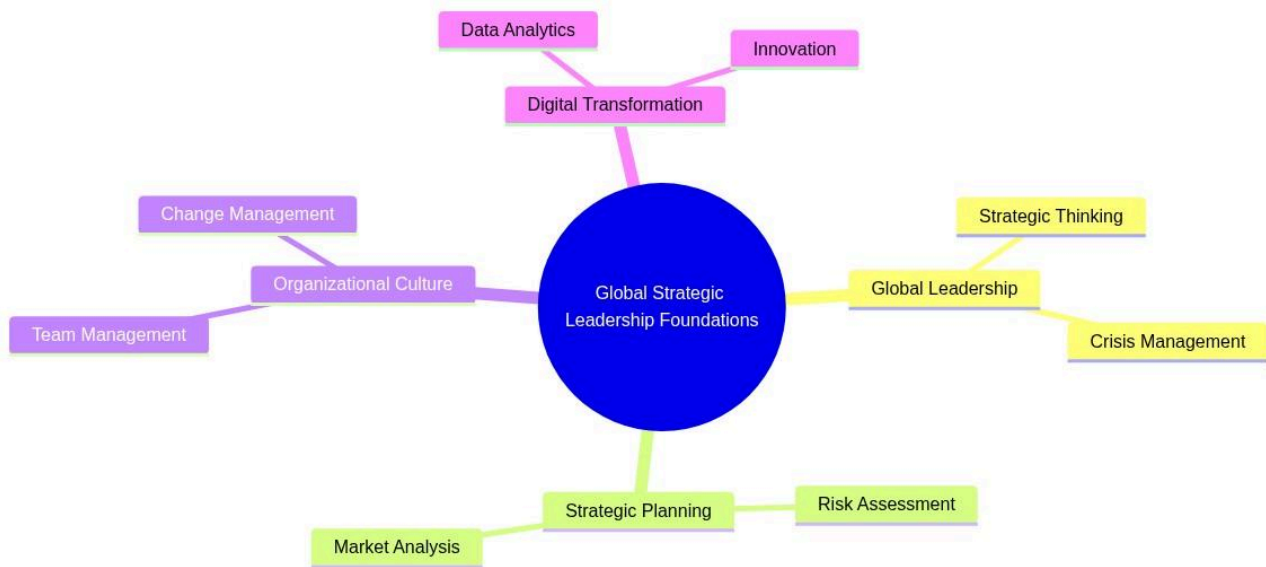 Data Analytics
Innovation
Digital Transformation
Change Management
Strategic Thinking
Organizational Culture
Global Strategic
Leadership Foundations
Global Leadership
Team Management
Crisis Management
Strategic Planning
Risk Assessment
Market Analysis